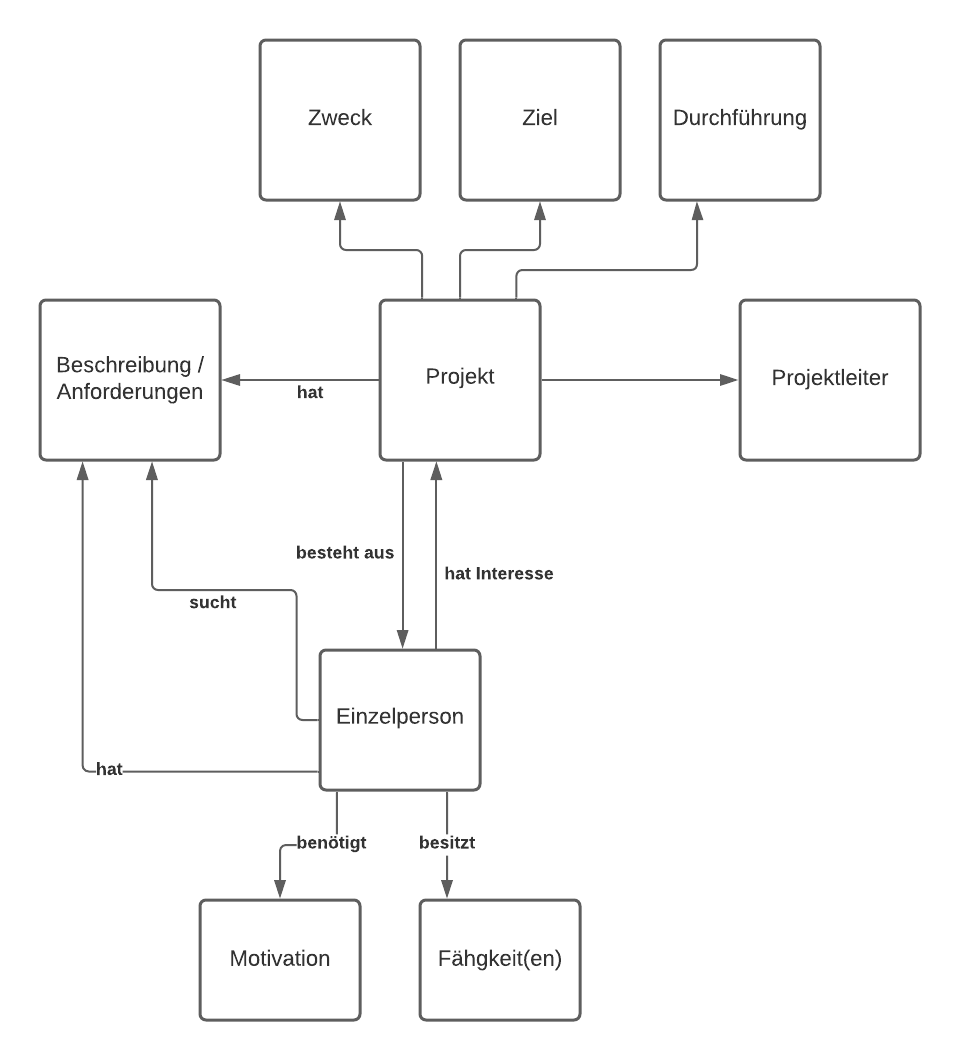 Zweck
Ziel
Durchführung
Beschreibung /
Anforderungen
Projekt
Projektleiter
hat
besteht aus
hat Interesse
sucht
Einzelperson
hat
benötigt
besitzt
Motivation
Fähgkeit(en)